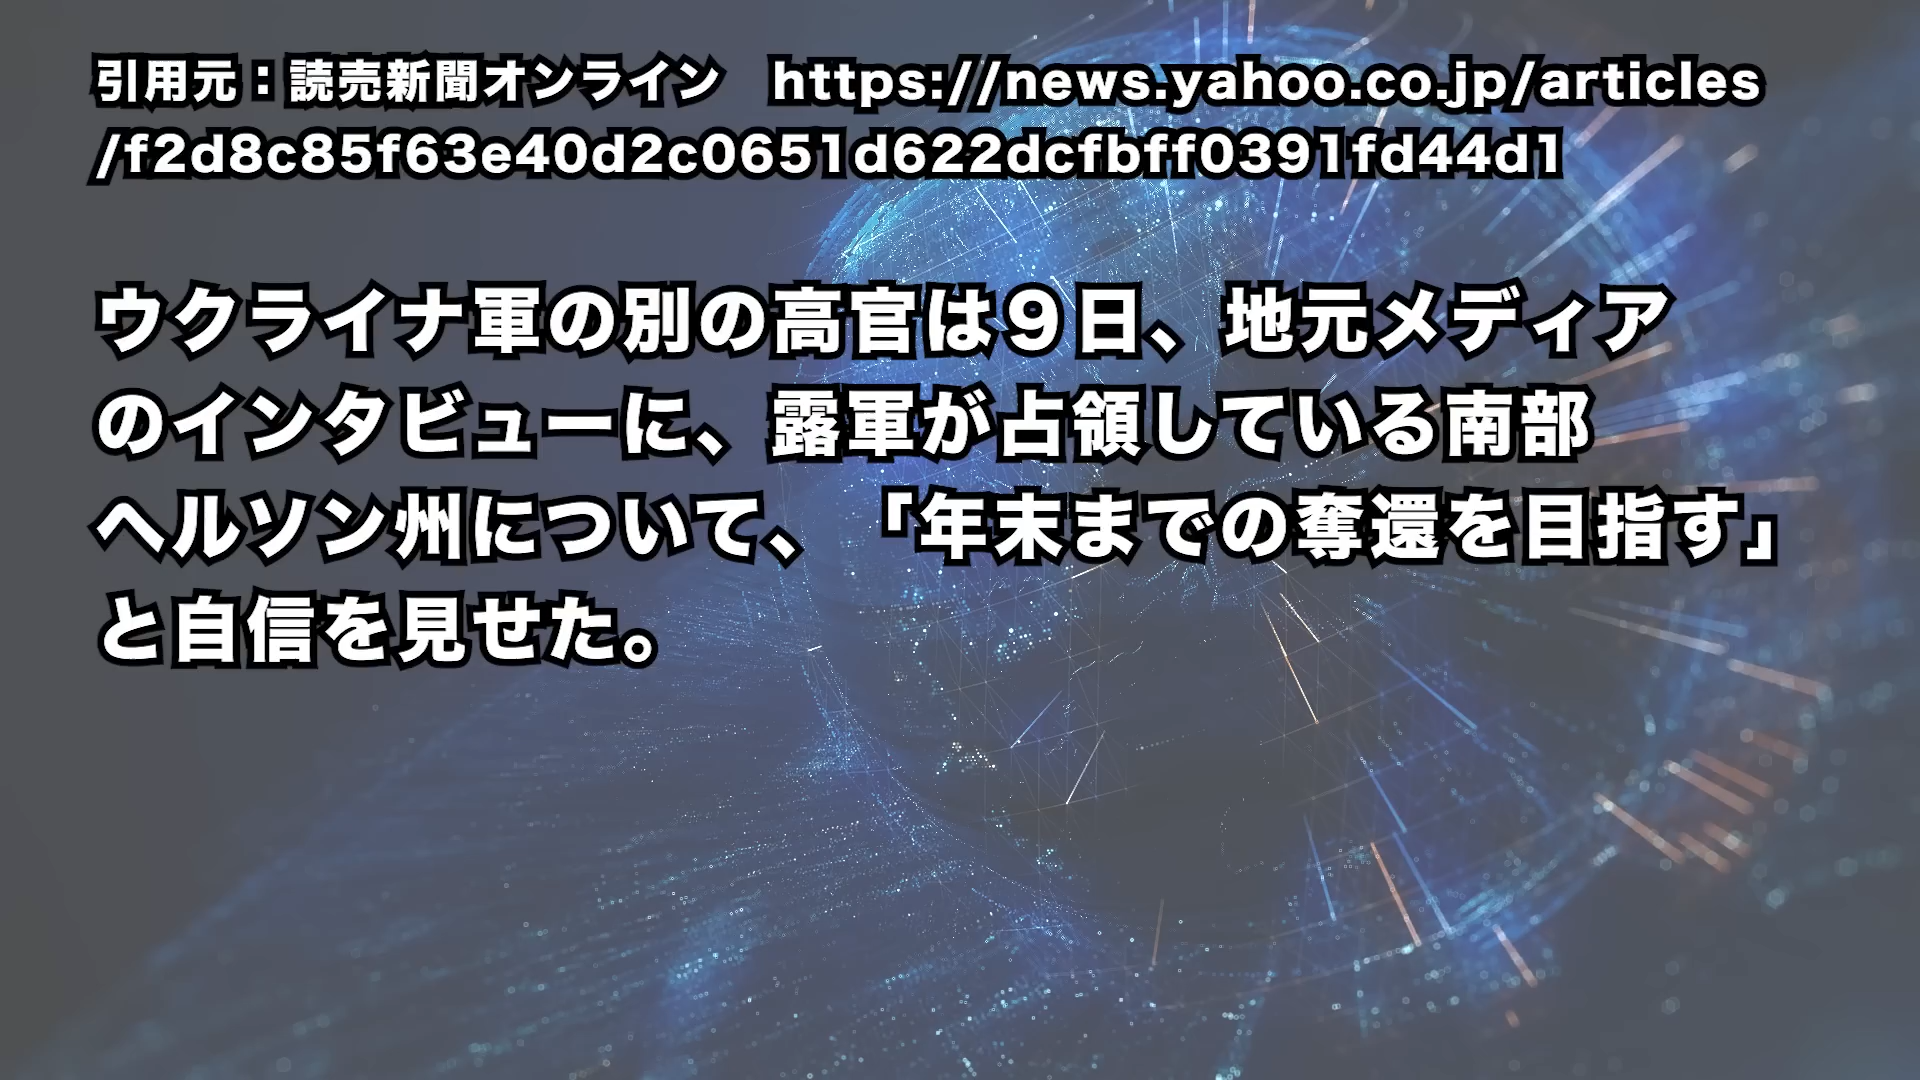 引用元：読売新聞オンライン　https://news.yahoo.co.jp/articles
/f2d8c85f63e40d2c0651d622dcfbff0391fd44d1
ウクライナ軍の別の高官は９日、地元メディア
のインタビューに、露軍が占領している南部
ヘルソン州について、「年末までの奪還を目指す」
と自信を見せた。